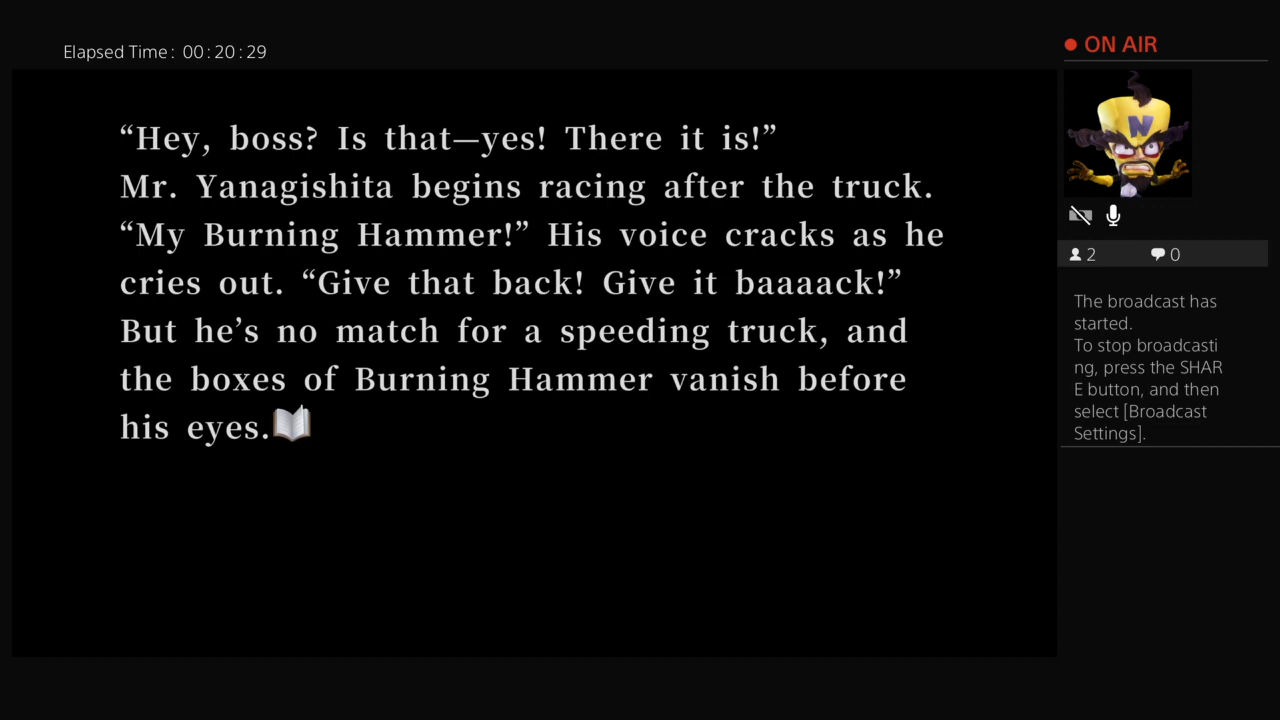 Elapsed Time: 00:20:29
ON AIR
“Hey, boss? Is that—yes! There it is!”
Mr. Yanagishita begins racing after the truck.
“My Burning Hammer!” His voice cracks as he
cries out. “Give that back! Give it baaaack!”
But he’s no match for a speeding truck, and
the boxes of Burning Hammer vanish before
his eyes.
N
2
0
The broadcast has
started.
To stop broadcasti
ng, press the SHAR
E button, and then
select [Broadcast
Settings].